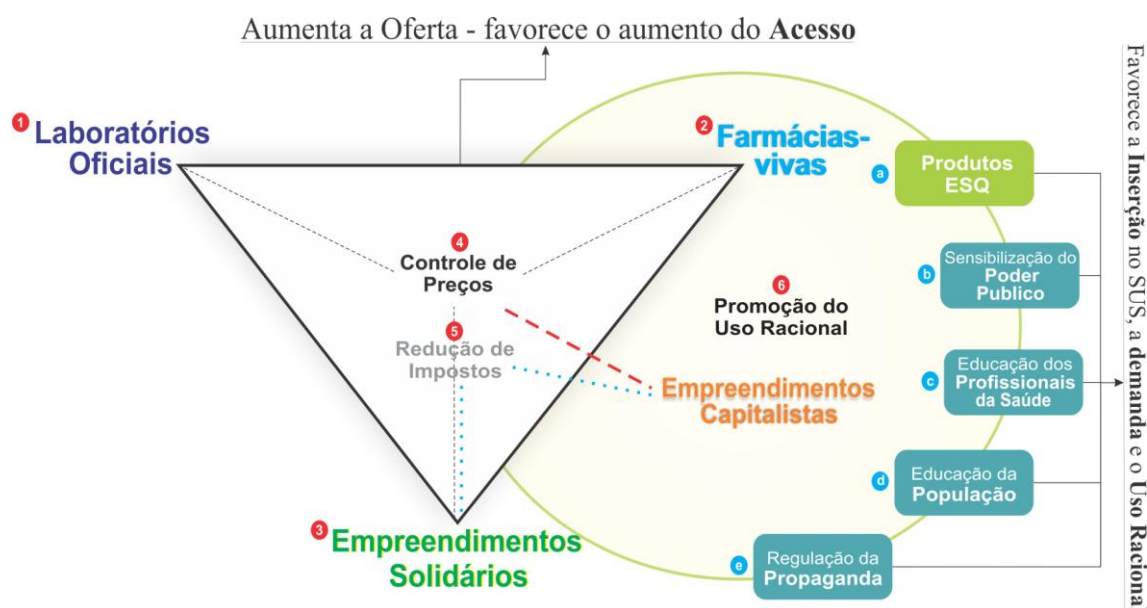 Aumenta a Oferta - favorece o aumento do Acesso
1
Laboratórios
Oficiais
2
Farmácias-
vivas
4
Controle de
Preços
5
Redução de
Impostos
3
Empreendimentos
Solidários
6
Promoção do
Uso Racional
Empreendimentos
Capitalistas
a
Produtos
ESQ
b
Sensibilização do
Poder
Publico
c
Educação dos
Profissionais
da Saúde
d
Educação da
População
e
Regulação da
Propaganda
Favorece a Inserção no SUS, a demanda e o Uso Raciona